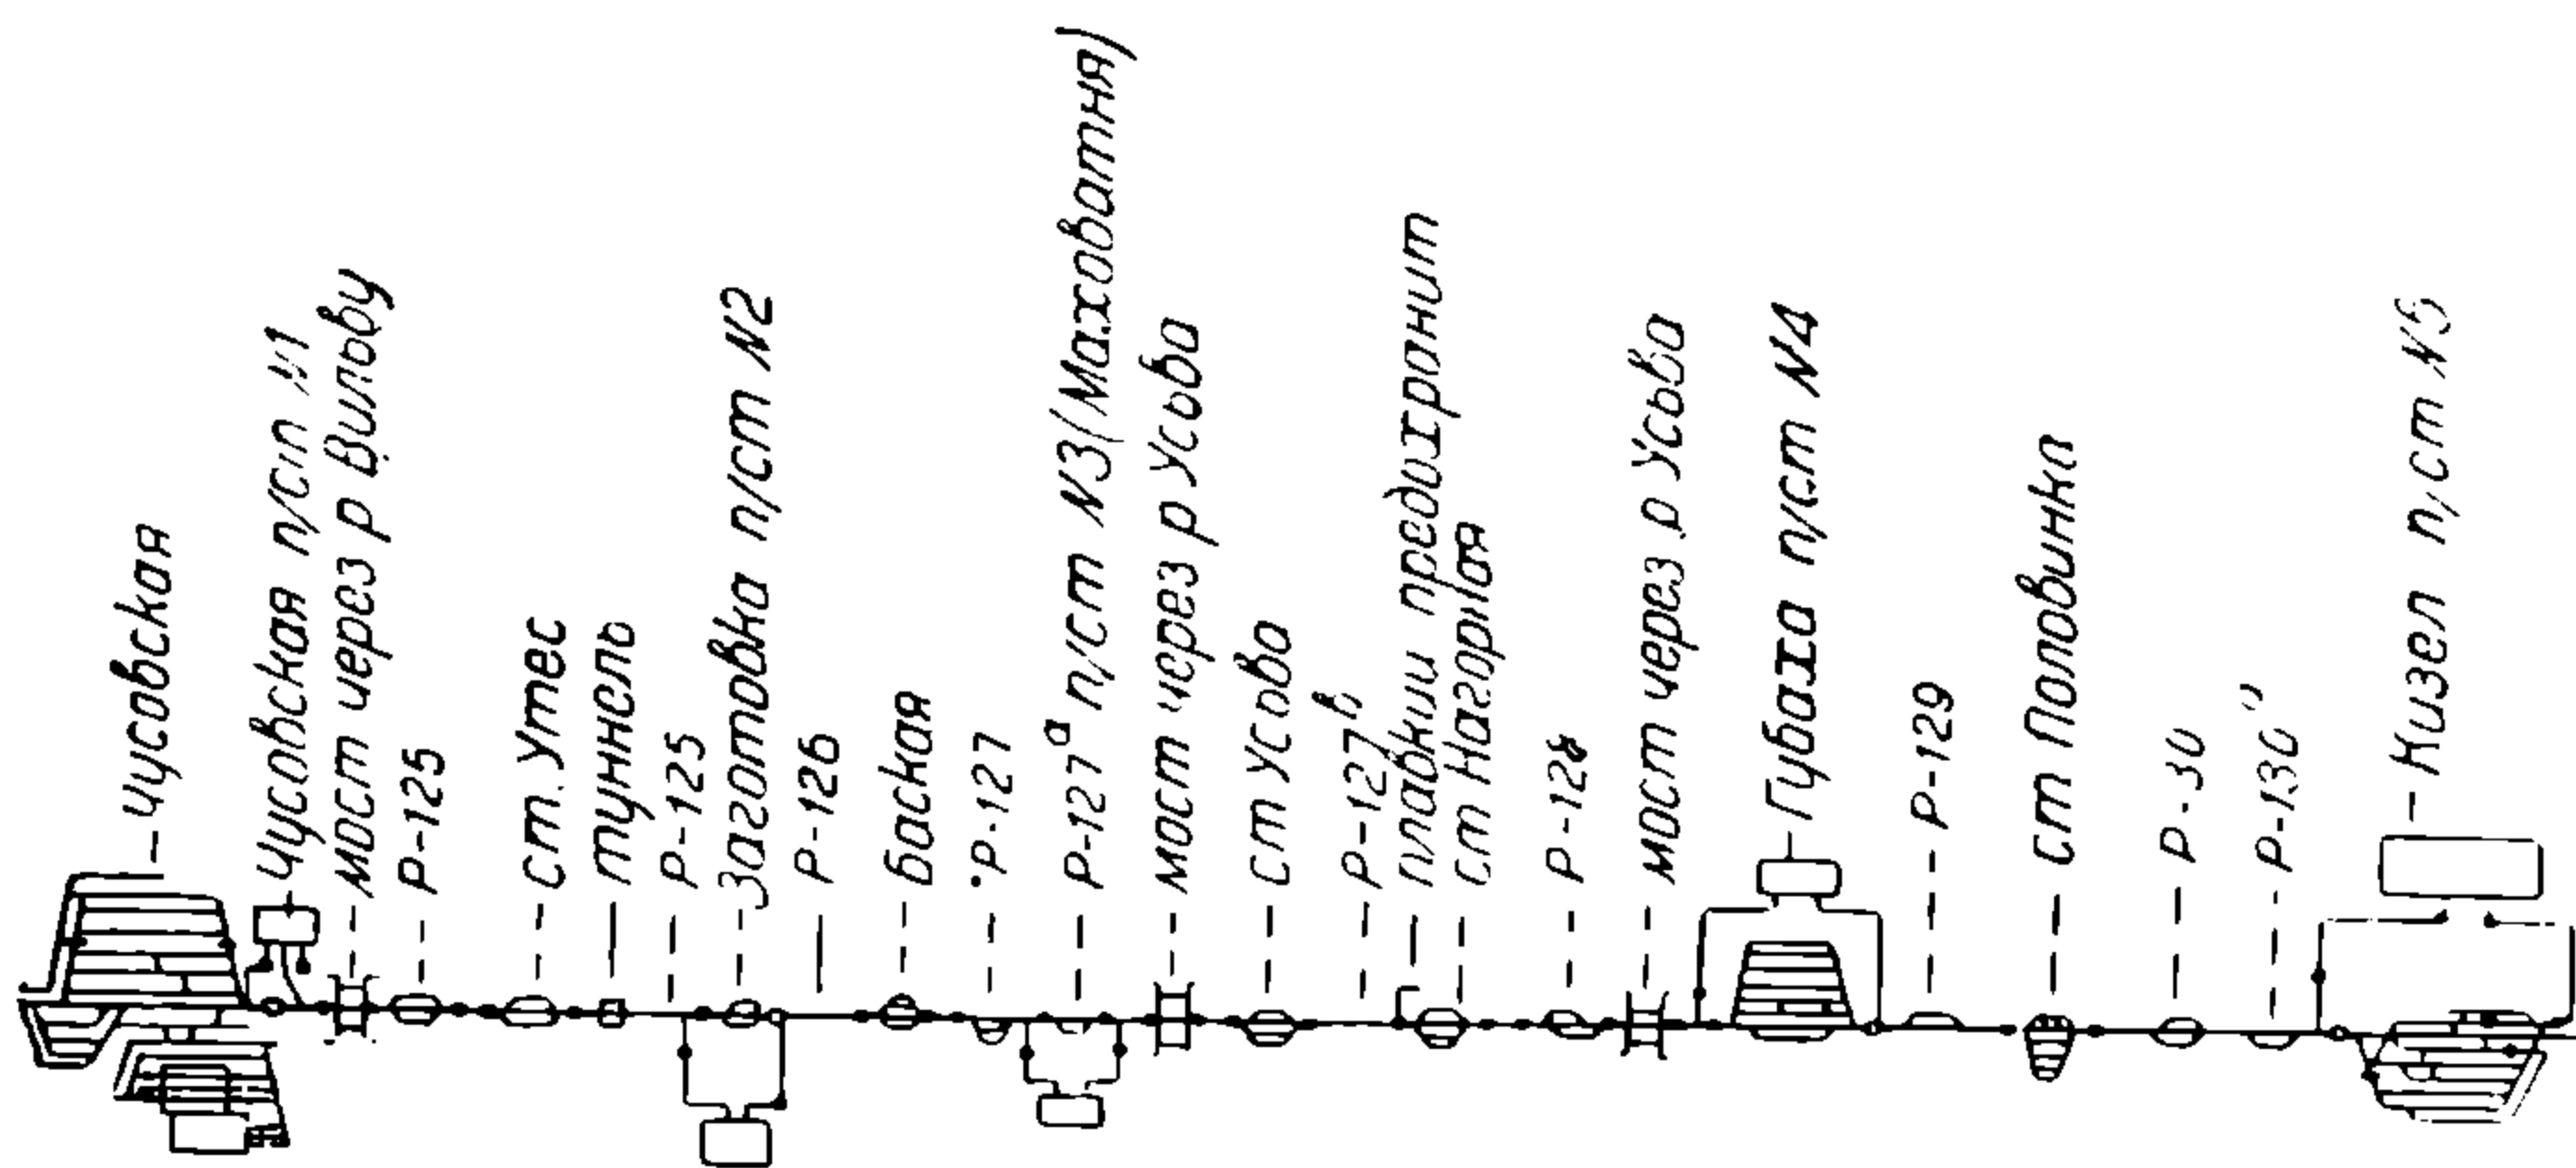 Чусовская
Чусовская п/ст №1
мост через р Вильву
Р-125
ст. Утес
туннель
Р-125
Заготовка п/ст №2
Р-126
баская
Р-127
Р-127а п/ст №3 (Маховатня)
мост через р Усьва
ст Усьва
Р-127в
плавкий предихранит
ст Нагорная
Р-128
мост через р Усьва
Губаха п/ст №4
Р-129
ст Половинка
Р-30
Р-130
Кизел п/ст